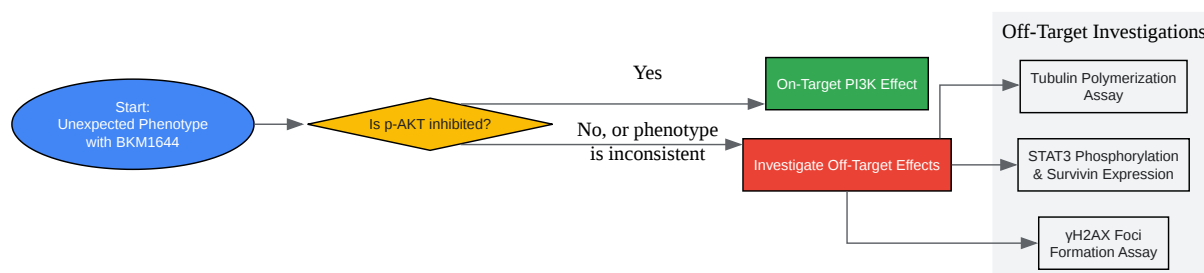 Start:
Unexpected Phenotype
with BKM1644
Is p-AKT inhibited?
Yes
No, or phenotype
is inconsistent
On-Target PI3K Effect
Investigate Off-Target Effects
Off-Target Investigations
Tubulin Polymerization
Assay
STAT3 Phosphorylation
& Survivin Expression
γH2AX Foci
Formation Assay